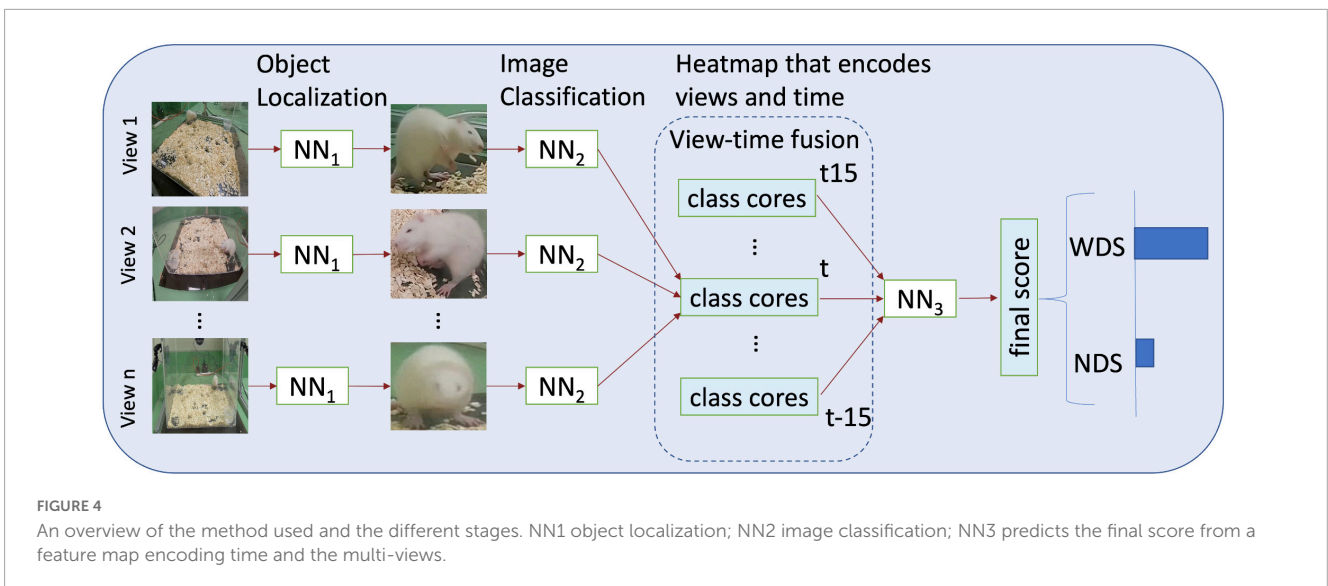 Object
Localization
Image
Classification
Heatmap that encodes
views and time
View-time fusion
View 1
NN1
NN2
t15
class cores
⋮
View 2
NN1
NN2
t
class cores
NN3
final score
WDS
NDS
⋮
⋮
⋮
View n
NN1
NN2
class cores
t-15
FIGURE 4
An overview of the method used and the different stages. NN1 object localization; NN2 image classification; NN3 predicts the final score from a
feature map encoding time and the multi-views.